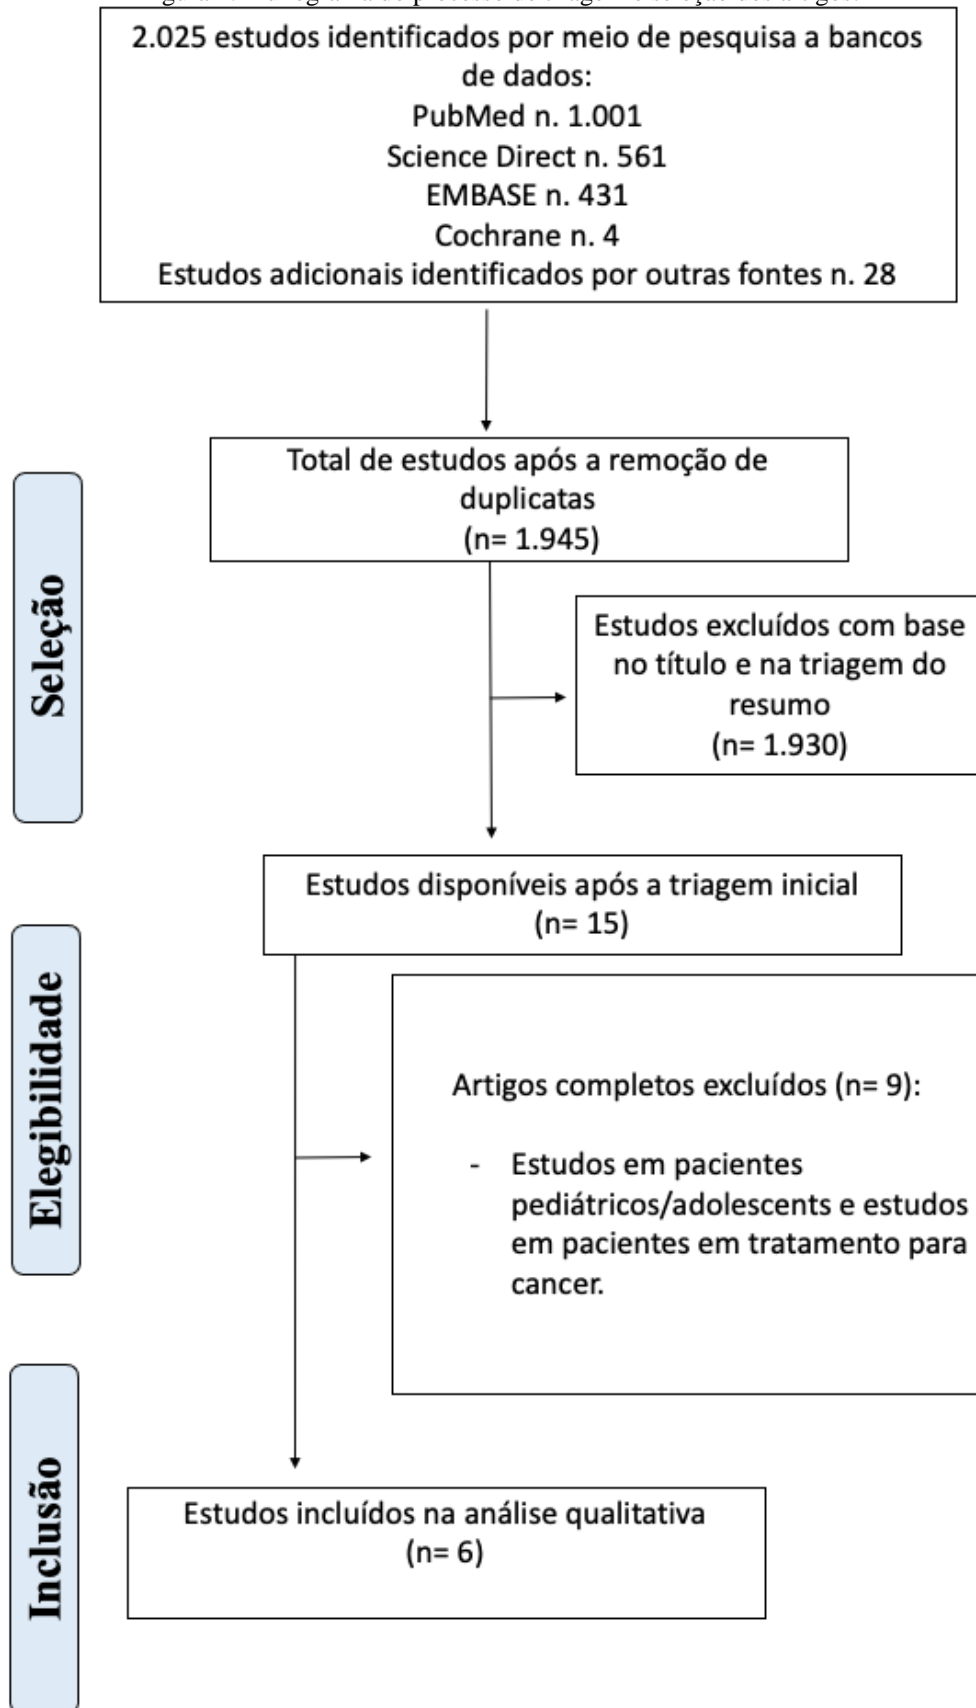 2.025 estudos identificados por meio de pesquisa a bancos
de dados:
PubMed n. 1.001
Science Direct n. 561
EMBASE n. 431
Cochrane n. 4
Estudos adicionais identificados por outras fontes n. 28
Total de estudos após a remoção de
duplicatas
(n= 1.945)
Seleção
Estudos excluídos com base
no título e na triagem do
resumo
(n= 1.930)
Estudos disponíveis após a triagem inicial
(n= 15)
Elegibilidade
Artigos completos excluídos (n= 9):
- Estudos em pacientes
pediátricos/adolescents e estudos
em pacientes em tratamento para
cancer.
Inclusão
Estudos incluídos na análise qualitativa
(n= 6)